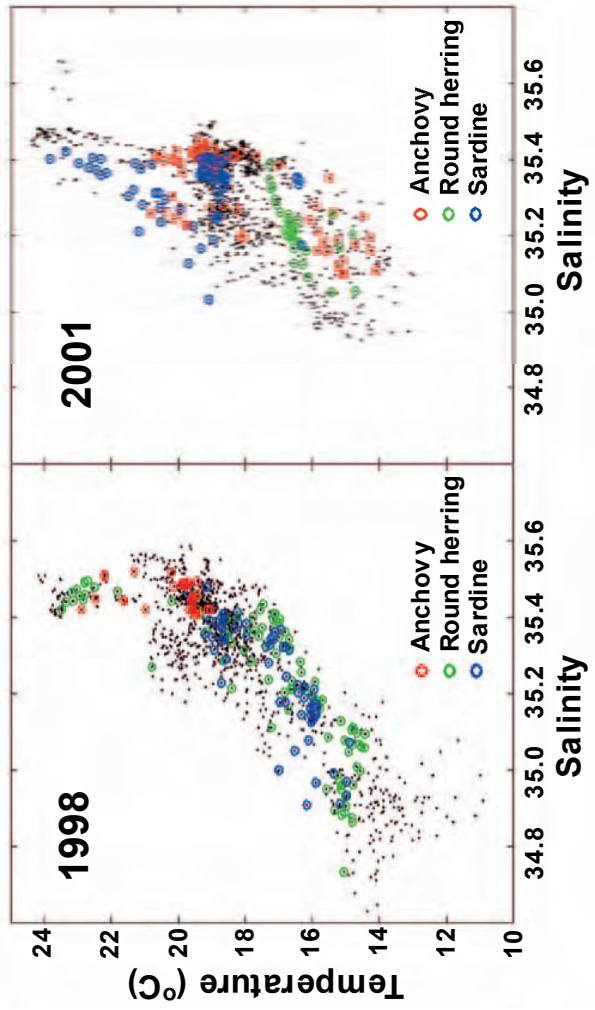 1998
Temperature (°C)
24
22
20
18
16
14
12
10
Anchovy
Round herring
Sardine
34.8 35.0 35.2 35.4 35.6
Salinity
2001
Anchovy
Round herring
Sardine
34.8 35.0 35.2 35.4 35.6
Salinity